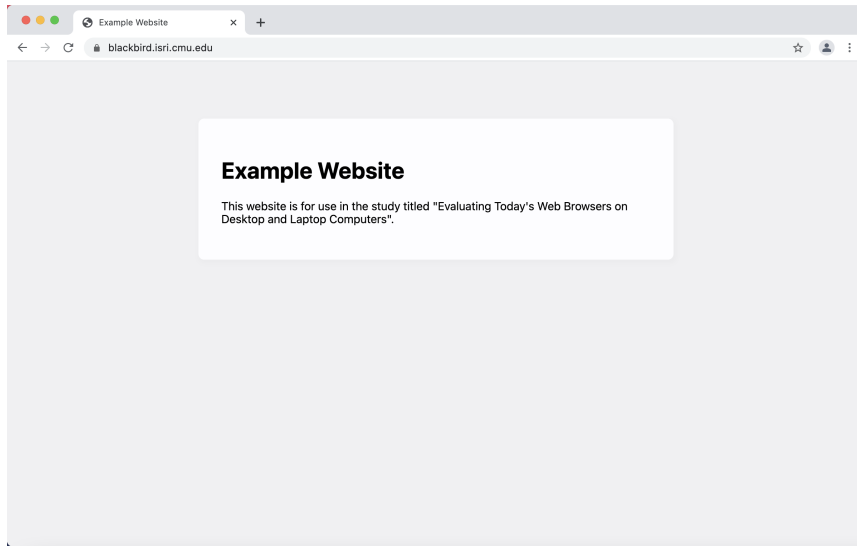 Example Website
blackbird.isri.cmu.edu
Example Website
This website is for use in the study titled "Evaluating Today's Web Browsers on
Desktop and Laptop Computers".